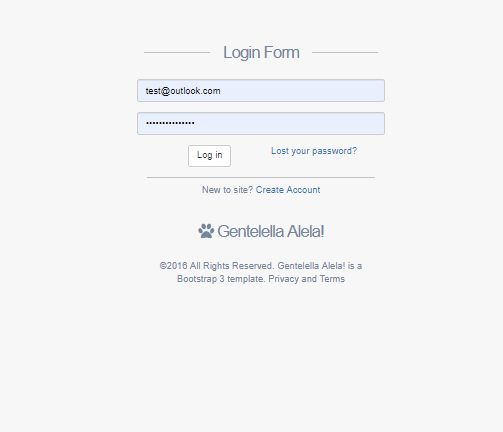 Login Form
test@outlook.com
•••••••••••••••
Log in
Lost your password?
New to site? Create Account
Gentelella Alela!
©2016 All Rights Reserved. Gentelella Alela! is a
Bootstrap 3 template. Privacy and Terms